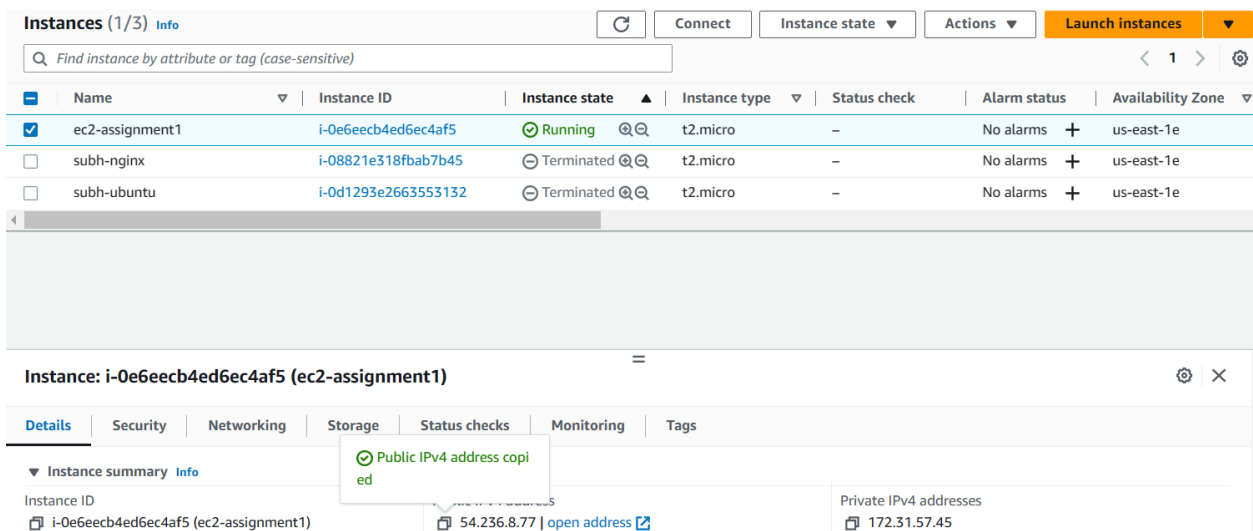 Instances (1/3) Info Connect Instance state Actions Launch instances
Find instance by attribute or tag (case-sensitive) 1
Name Instance ID Instance state Instance type Status check Alarm status Availability Zone
ec2-assignment1 i-0e6eecb4ed6ec4af5 Running t2.micro – No alarms + us-east-1e
subh-nginx i-08821e318fbab7b45 Terminated t2.micro – No alarms + us-east-1e
subh-ubuntu i-0d1293e2663553132 Terminated t2.micro – No alarms + us-east-1e
Instance: i-0e6eecb4ed6ec4af5 (ec2-assignment1)
Details Security Networking Storage Status checks Monitoring Tags
Public IPv4 address copi
ed
Instance summary Info
Instance ID Private IPv4 addresses
i-0e6eecb4ed6ec4af5 (ec2-assignment1) 54.236.8.77 | open address 172.31.57.45